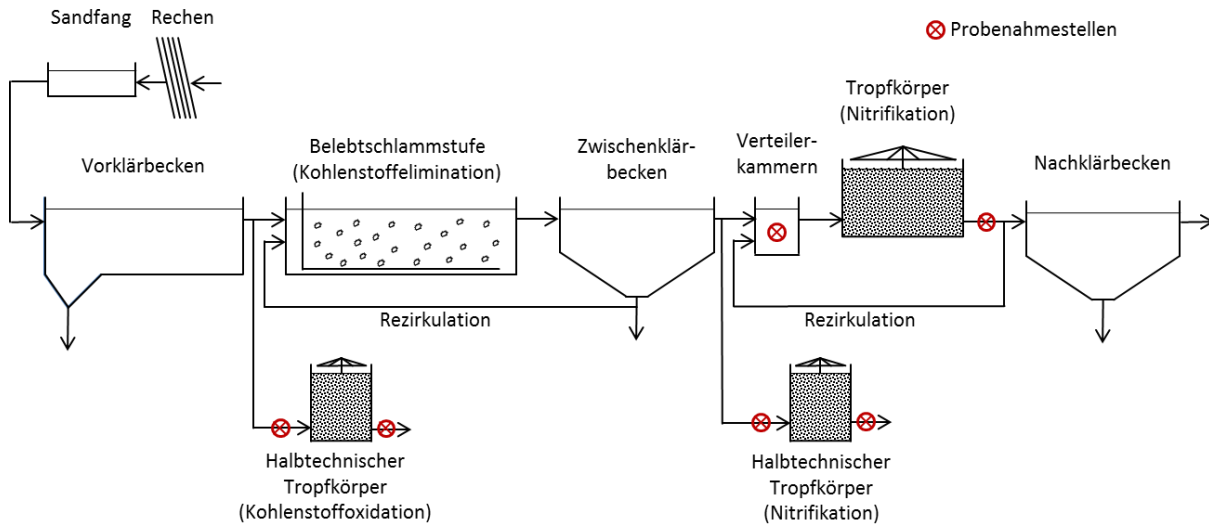 Sandfang
Rechen
Probenahmestellen
Tropfkörper
(Nitrifikation)
Vorklärbecken
Belebtschlammstufe
(Kohlenstoffelimination)
Zwischenklär-
becken
Verteiler-
kammern
Nachklärbecken
Rezirkulation
Rezirkulation
Halbtechnischer
Tropfkörper
(Kohlenstoffoxidation)
Halbtechnischer
Tropfkörper
(Nitrifikation)